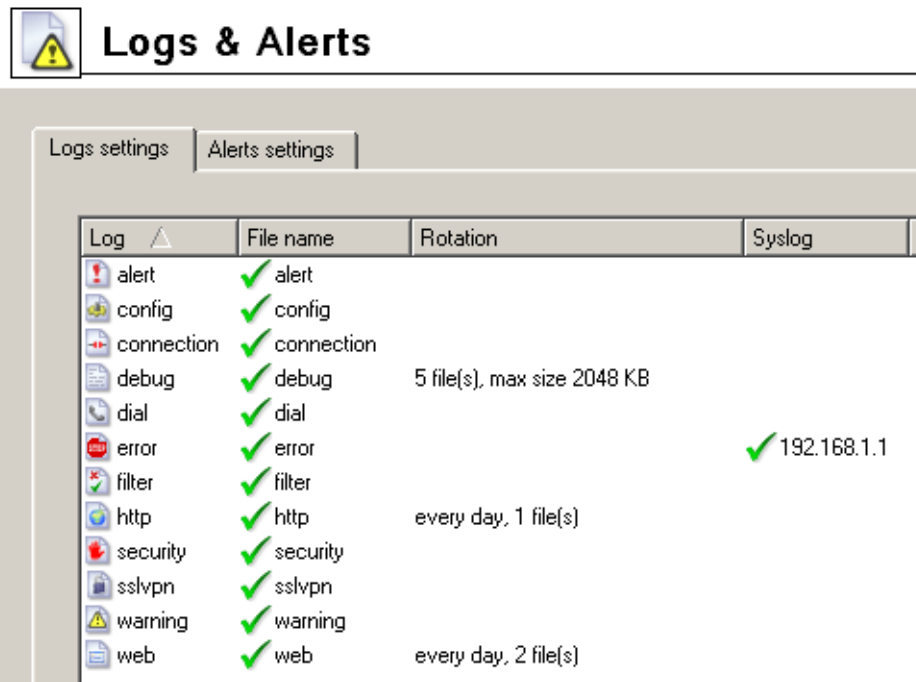 Logs & Alerts
Logs settings Alerts settings
Log File name Rotation Syslog
alert alert
config config
connection connection
debug debug 5 file(s), max size 2048 KB
dial dial
error error 192.168.1.1
filter filter
http http every day, 1 file(s)
security security
sslvpn sslvpn
warning warning
web web every day, 2 file(s)